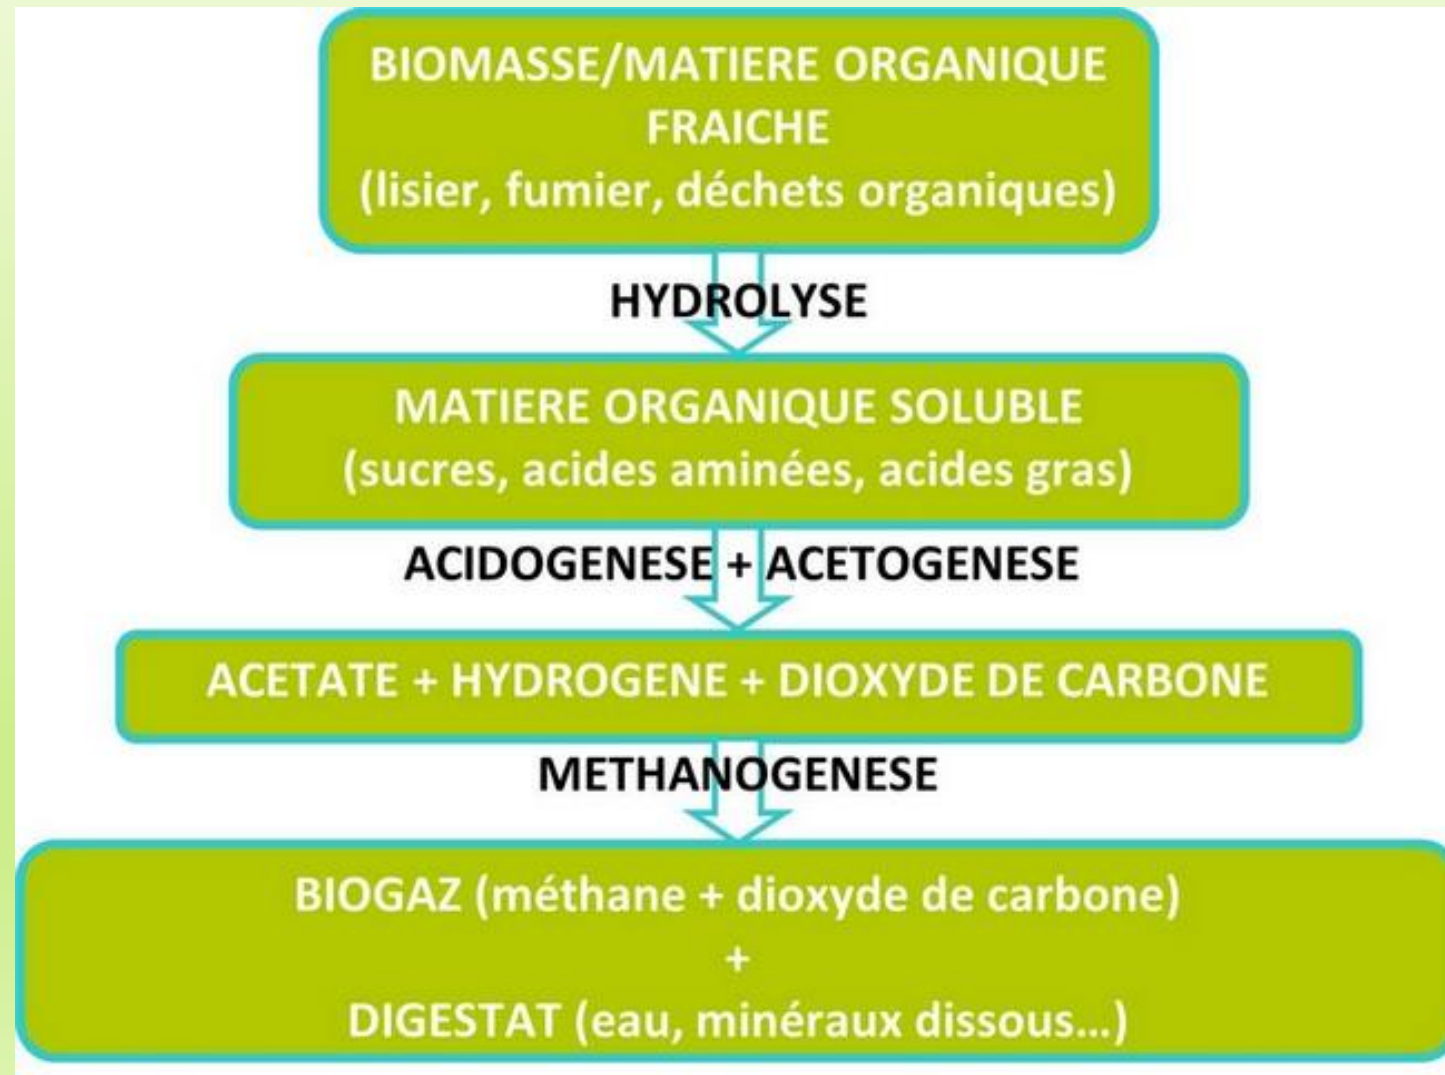 BIOMASSE/MATIERE ORGANIQUE
FRAICHE
(lisier, fumier, déchets organiques)
HYDROLYSE
MATIERE ORGANIQUE SOLUBLE
(sucres, acides aminées, acides gras)
ACIDOGENESE + ACETOGENESE
ACETATE + HYDROGENE + DIOXYDE DE CARBONE
METHANOGENESE
BIOGAZ (méthane + dioxyde de carbone)
+
DIGESTAT (eau, minéraux dissous...)